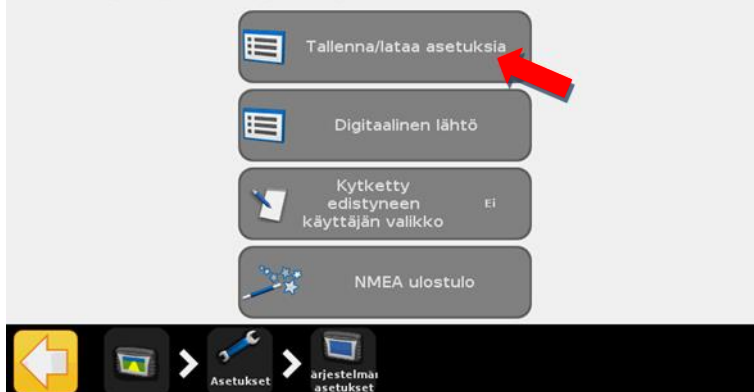 Tallenna/lataa asetuksia
Digitaalinen lähtö
Kytketty
edistyneen
käyttäjän valikko
Ei
NMEA ulostulo
Asetukset
ärjestelmä
asetukset